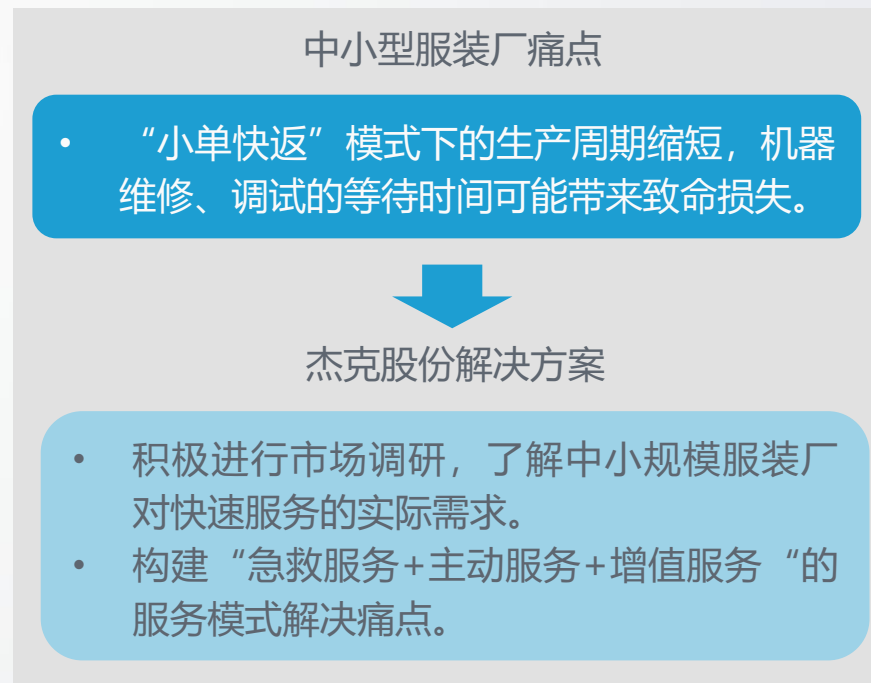 中小型服装厂痛点
• “小单快返”模式下的生产周期缩短，机器
维修、调试的等待时间可能带来致命损失。
杰克股份解决方案
• 积极进行市场调研，了解中小规模服装厂
对快速服务的实际需求。
• 构建“急救服务+主动服务+增值服务“的
服务模式解决痛点。